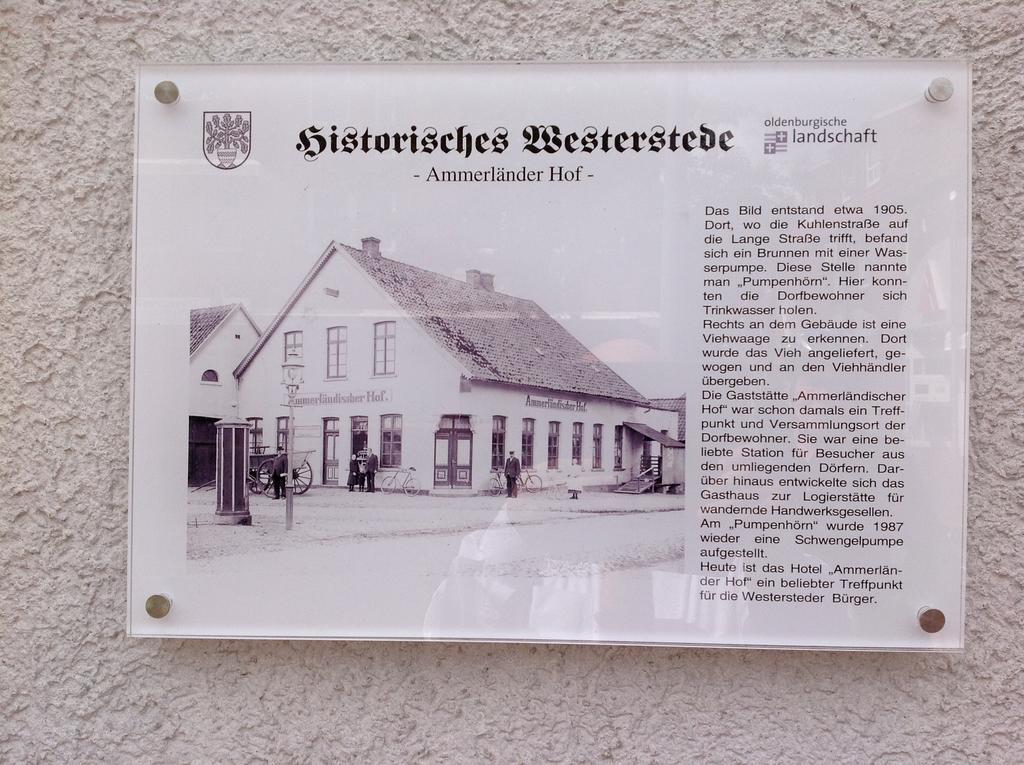 Historisches Westerstede
- Ammerländer Hof -
oldenburgische
landschaft
Ammerländischer Hof.
Ammerländischer Hof.
Das Bild entstand etwa 1905.
Dort, wo die Kuhlenstraße auf
die Lange Straße trifft, befand
sich ein Brunnen mit einer Was-
serpumpe. Diese Stelle nannte
man „Pumpenhörn“. Hier konn-
ten die Dorfbewohner sich
Trinkwasser holen.
Rechts an dem Gebäude ist eine
Viehwaage zu erkennen. Dort
wurde das Vieh angeliefert, ge-
wogen und an den Viehhändler
übergeben.
Die Gaststätte „Ammerländischer
Hof“ war schon damals ein Treff-
punkt und Versammlungsort der
Dorfbewohner. Sie war eine be-
liebte Station für Besucher aus
den umliegenden Dörfern. Dar-
über hinaus entwickelte sich das
Gasthaus zur Logierstätte für
wandernde Handwerksgesellen.
Am „Pumpenhörn“ wurde 1987
wieder eine Schwengelpumpe
aufgestellt.
Heute ist das Hotel „Ammerlän-
der Hof“ ein beliebter Treffpunkt
für die Westersteder Bürger.